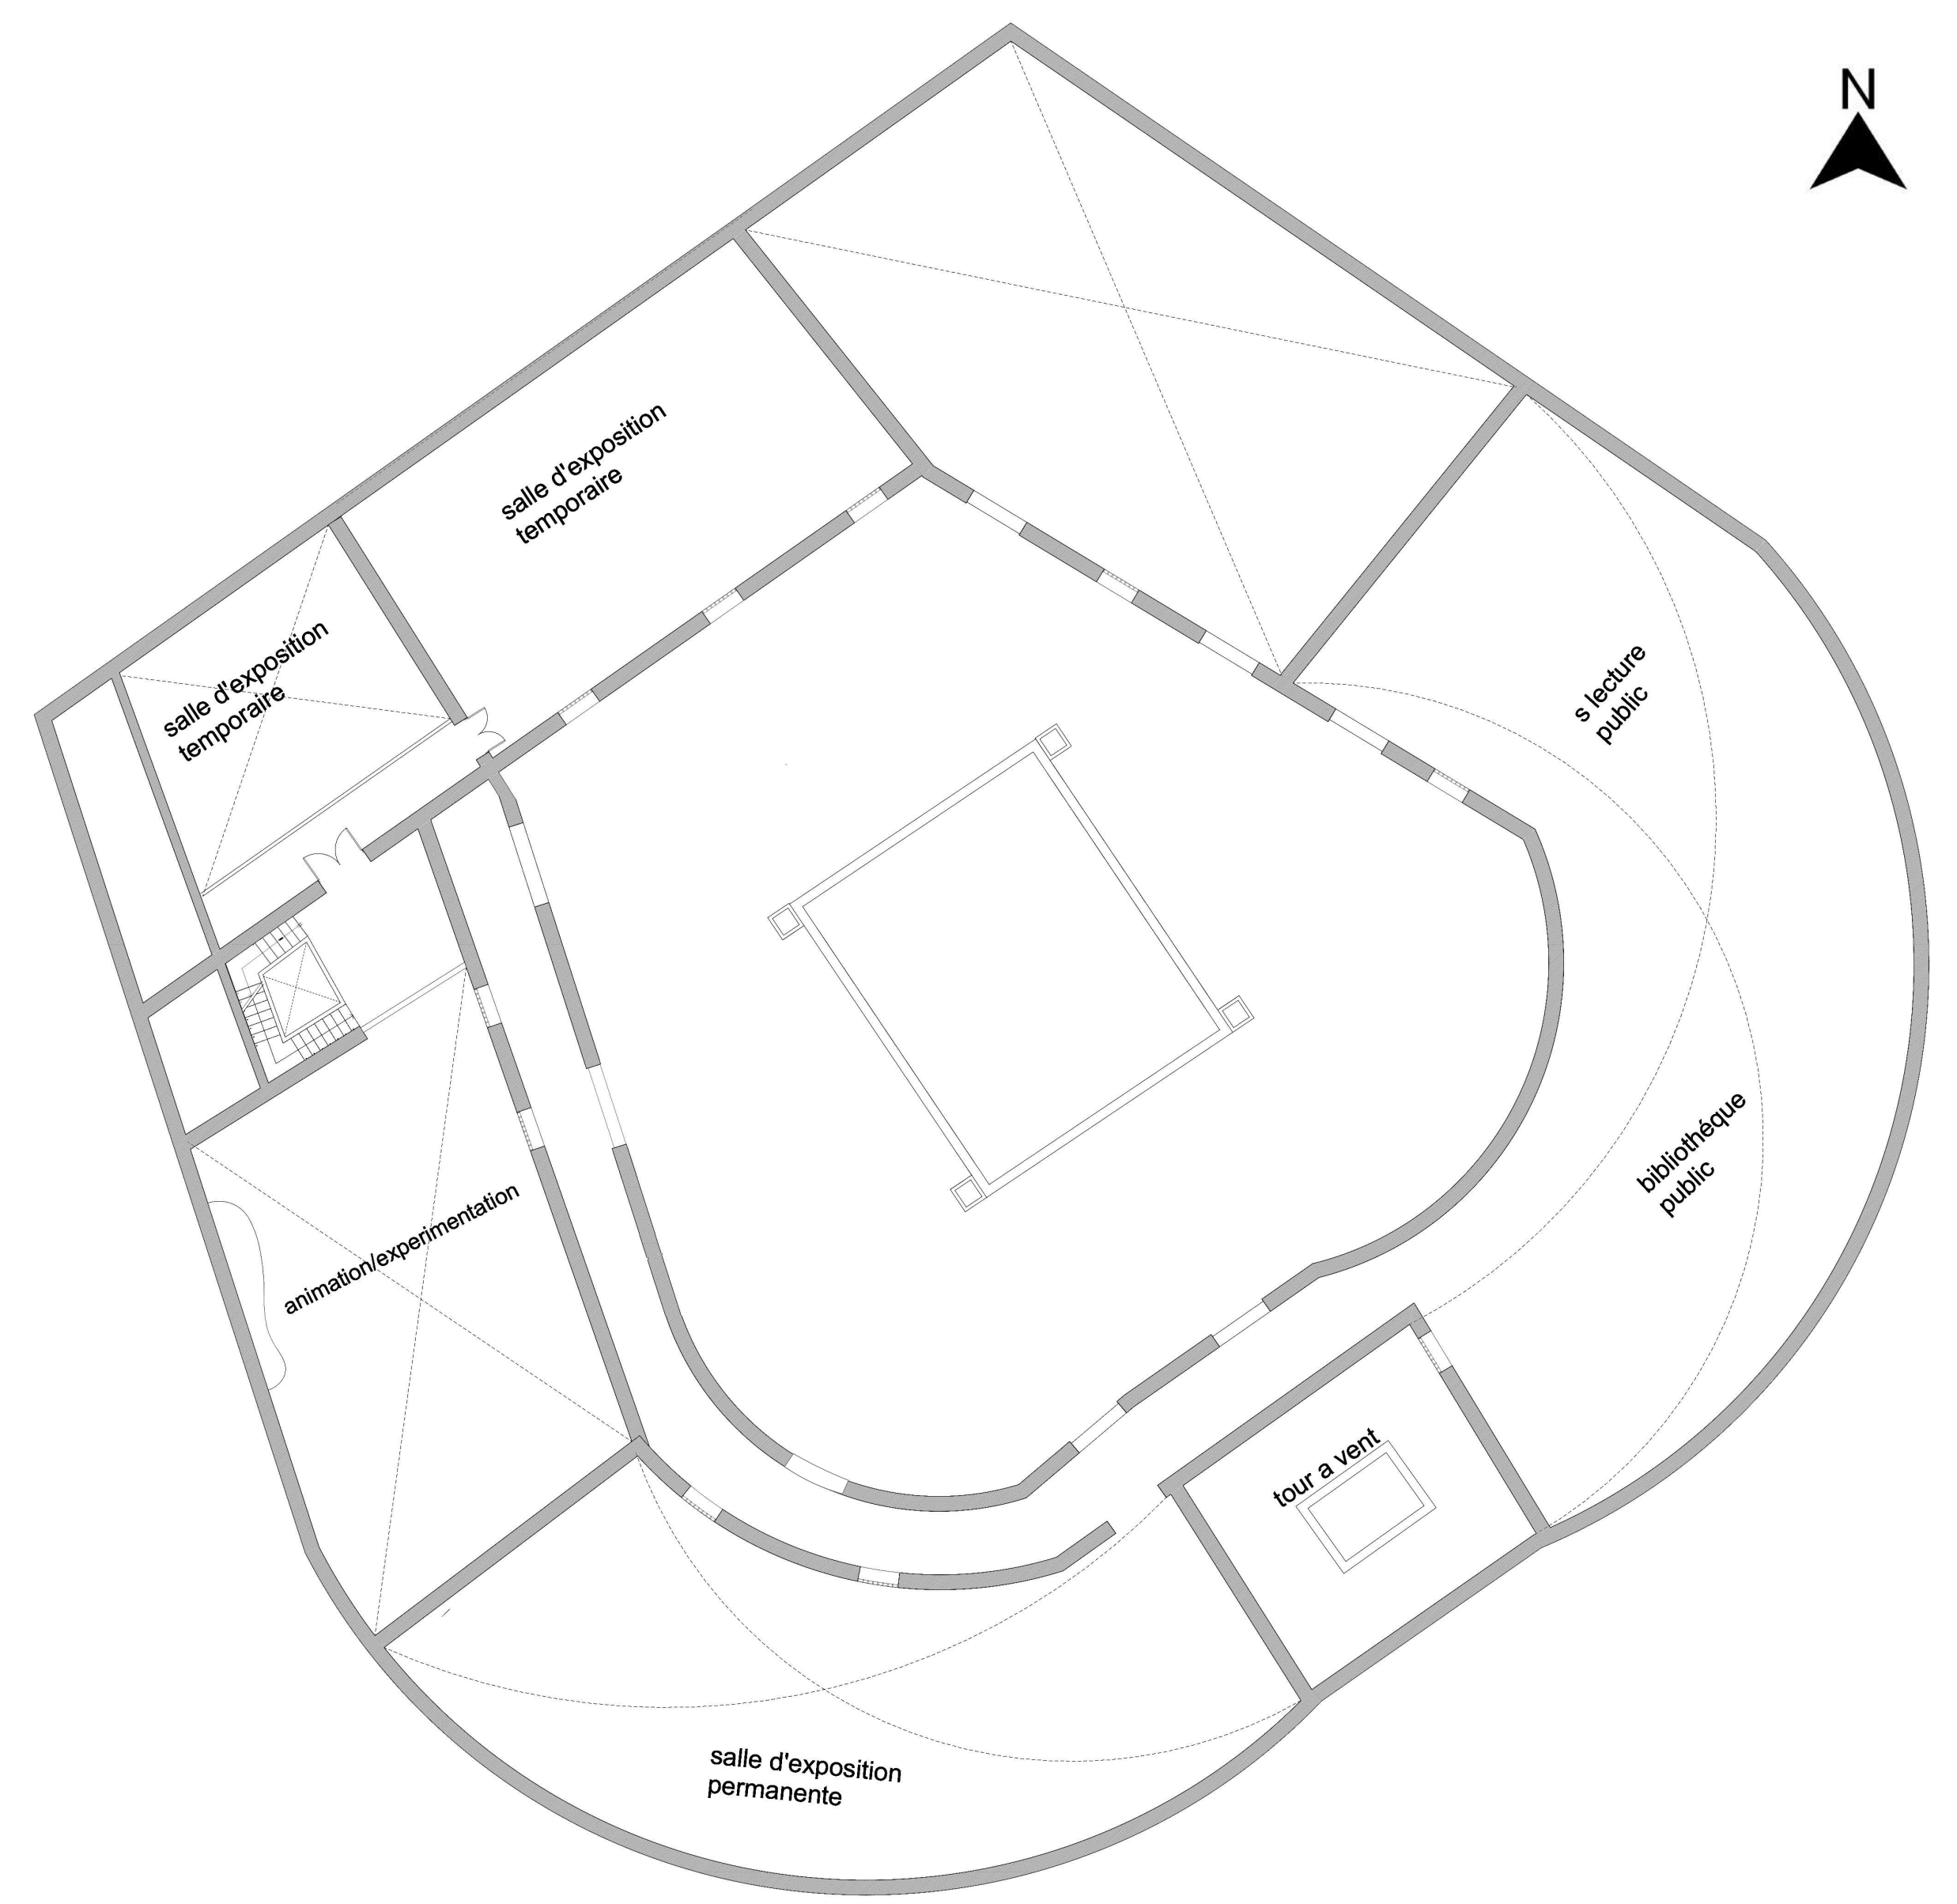 N
salle d'exposition
temporaire
salle d'exposition
temporaire
s lecture
public
bibliothéque
public
animation/experimentation
tour a vent
salle d'exposition
permanente